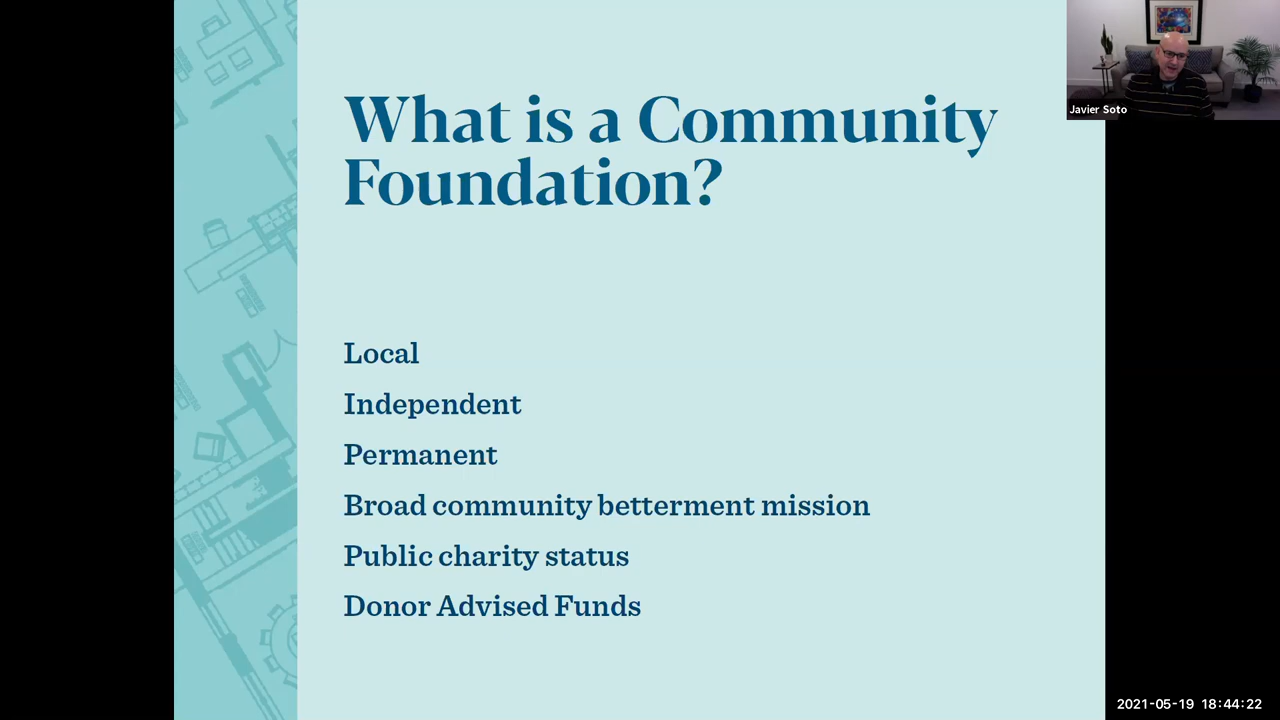 What is a Community
Foundation?
Javier Soto
Local
Independent
Permanent
Broad community betterment mission
Public charity status
Donor Advised Funds
2021-05-19 18:44:22